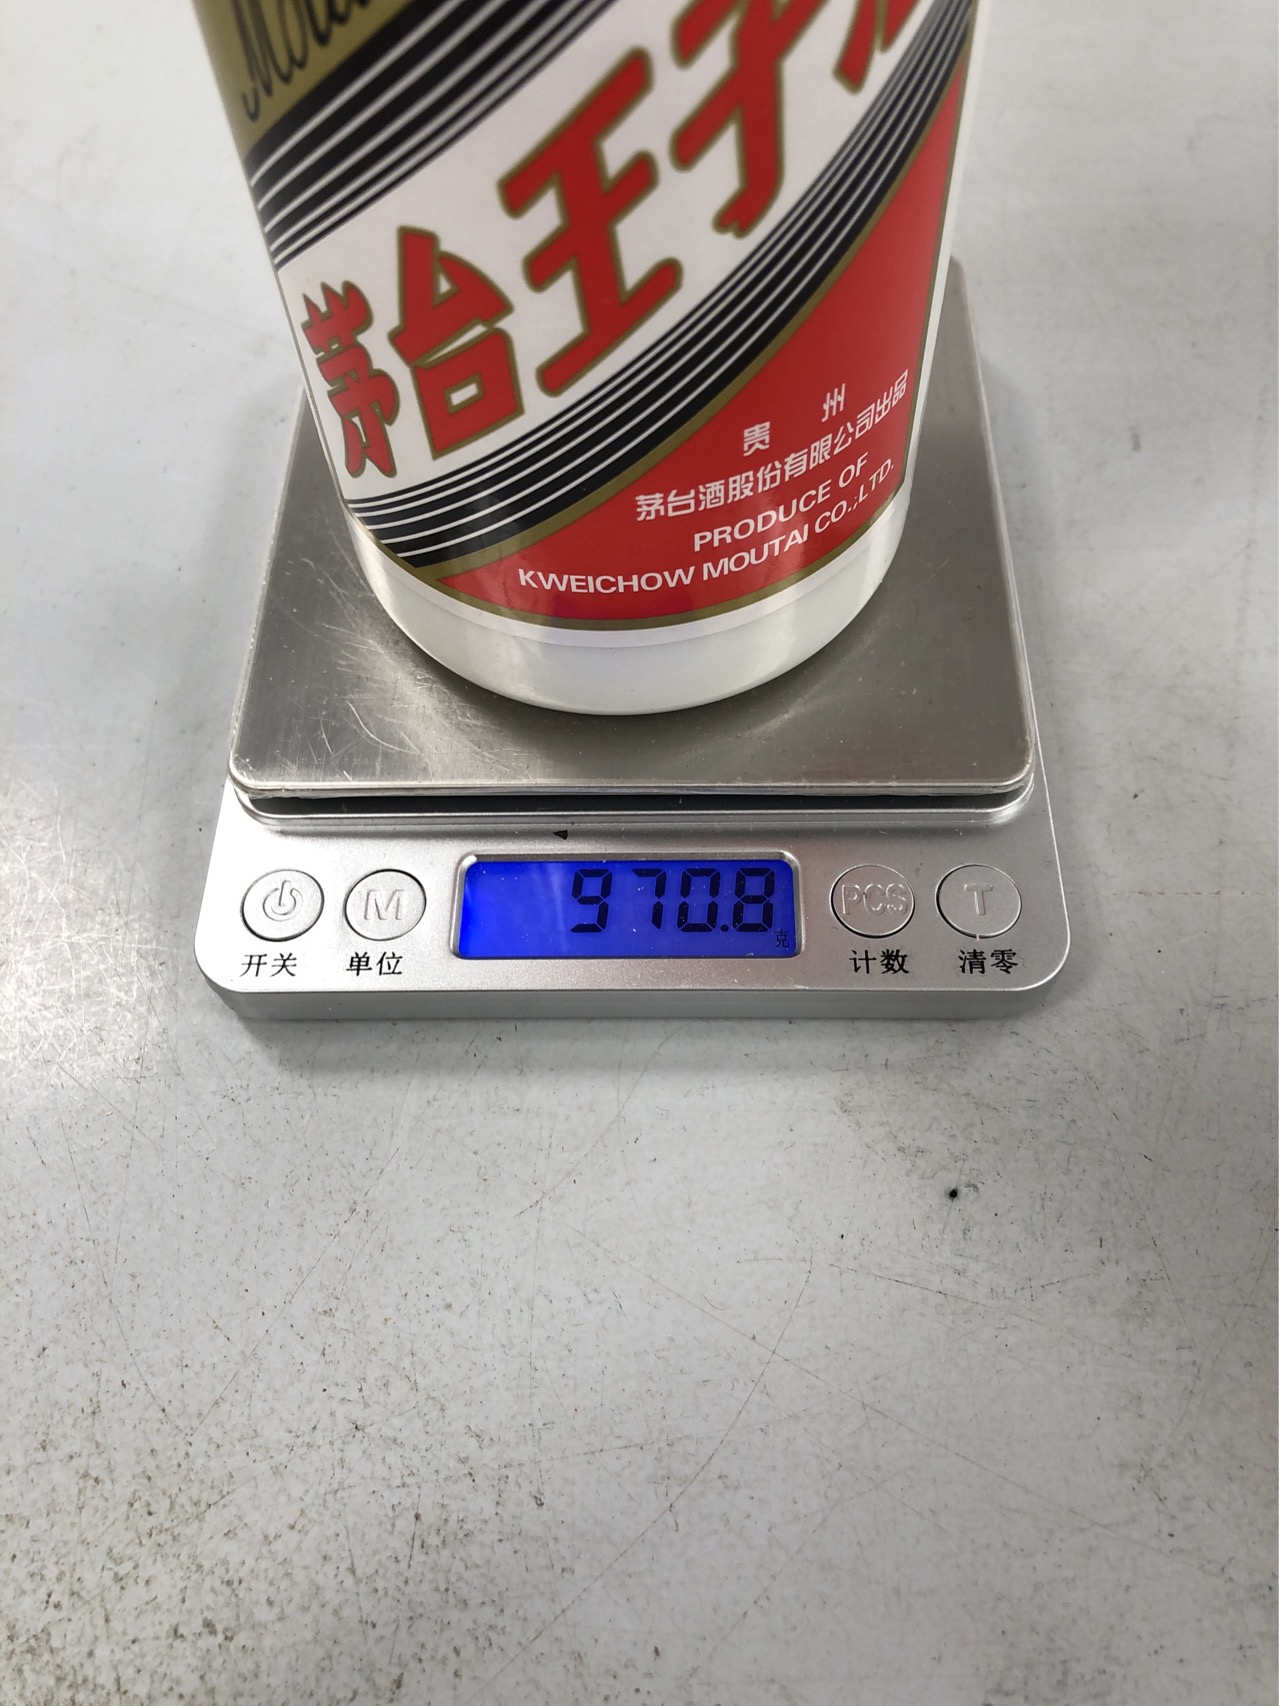 茅台王子
贵 州
茅台酒股份有限公司出品
PRODUCE OF
KWEICHOW MOUTAI CO.,LTD.
970.8
克
M
PCS
T
开关
单位
计数
清零